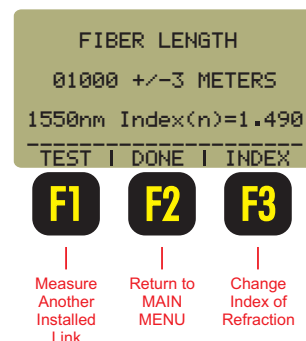 FIBER LENGTH
01000 +/-3 METERS
1550nm Index(n)=1.490
TEST | DONE | INDEX
F1 F2 F3
Measure Another Installed Link
Return to MAIN MENU
Change Index of Refraction